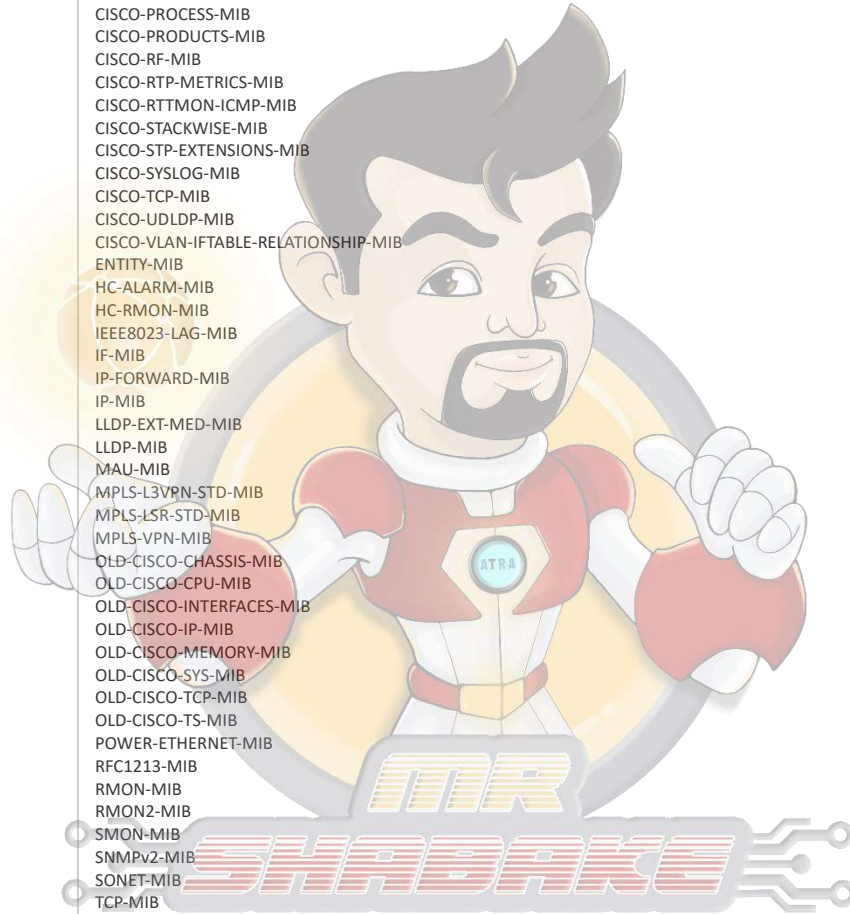 CISCO-PROCESS-MIB
CISCO-PRODUCTS-MIB
CISCO-RF-MIB
CISCO-RTP-METRICS-MIB
CISCO-RTTMON-ICMP-MIB
CISCO-STACKWISE-MIB
CISCO-STP-EXTENSIONS-MIB
CISCO-SYSLOG-MIB
CISCO-TCP-MIB
CISCO-UDLDP-MIB
CISCO-VLAN-IFTABLE-RELATIONSHIP-MIB
ENTITY-MIB
HC-ALARM-MIB
HC-RMON-MIB
IEEE8023-LAG-MIB
IF-MIB
IP-FORWARD-MIB
IP-MIB
LLDP-EXT-MED-MIB
LLDP-MIB
MAU-MIB
MPLS-L3VPN-STD-MIB
MPLS-LSR-STD-MIB
MPLS-VPN-MIB
OLD-CISCO-CHASSIS-MIB
OLD-CISCO-CPU-MIB
OLD-CISCO-INTERFACES-MIB
OLD-CISCO-IP-MIB
OLD-CISCO-MEMORY-MIB
OLD-CISCO-SYS-MIB
OLD-CISCO-TCP-MIB
OLD-CISCO-TS-MIB
POWER-ETHERNET-MIB
RFC1213-MIB
RMON-MIB
RMON2-MIB
SMON-MIB
SNMPv2-MIB
SONET-MIB
TCP-MIB
ATRA
MR
SHABAKE